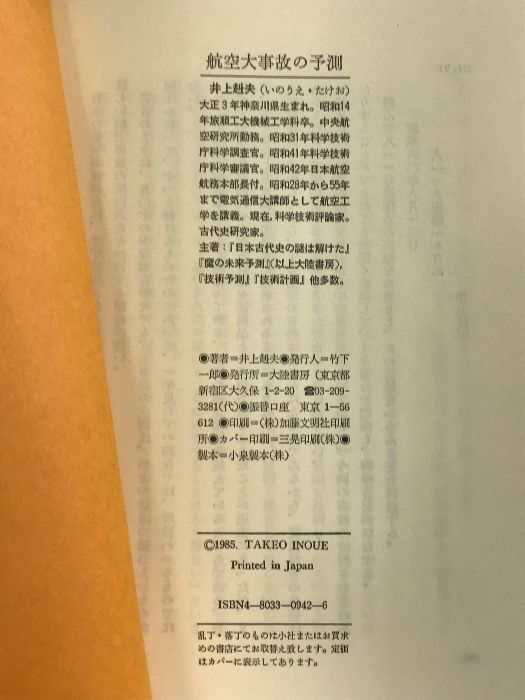 航空大事故の予測
井上赳夫(いのうえ・たけお)
大正3年神奈川県生まれ。昭和14
年旅順工大機械工学科卒。中央航
空研究所勤務。昭和31年科学技術
庁科学調査官。昭和41年科学技術
庁科学審議官。昭和42年日本航空
航務本部長付。昭和28年から55年
まで電気通信大講師として航空工
学を講義。現在,科学技術評論家。
古代史研究家。
主著:『日本古代史の謎は解けた』
『魔の未来予測』(以上大陸書房),
『技術予測』『技術計画』他多数。
◉著者=井上赳夫◉発行人=竹下
一郎◉発行所=大陸書房(東京都
新宿区大久保 1-2-20 ☎03-209-
3281(代)◉振替口座 東京 1—56
612 ◉印刷=(株)加藤文明社印刷
所◉カバー印刷=三晃印刷(株)◉
製本=小泉製本(株)
©1985. TAKEO INOUE
Printed in Japan
ISBN4—8033—0942—6
乱丁・落丁のものは小社またはお買求
めの書店にてお取替え致します。定価
はカバーに表示してあります。